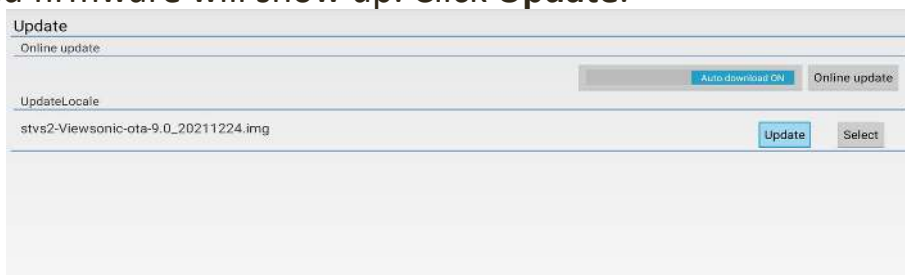 a firmware will show up. Click Update.
Update
Online update
Auto download ON
Online update
UpdateLocale
stvs2-Viewsonic-ota-9.0_20211224.img
Update
Select